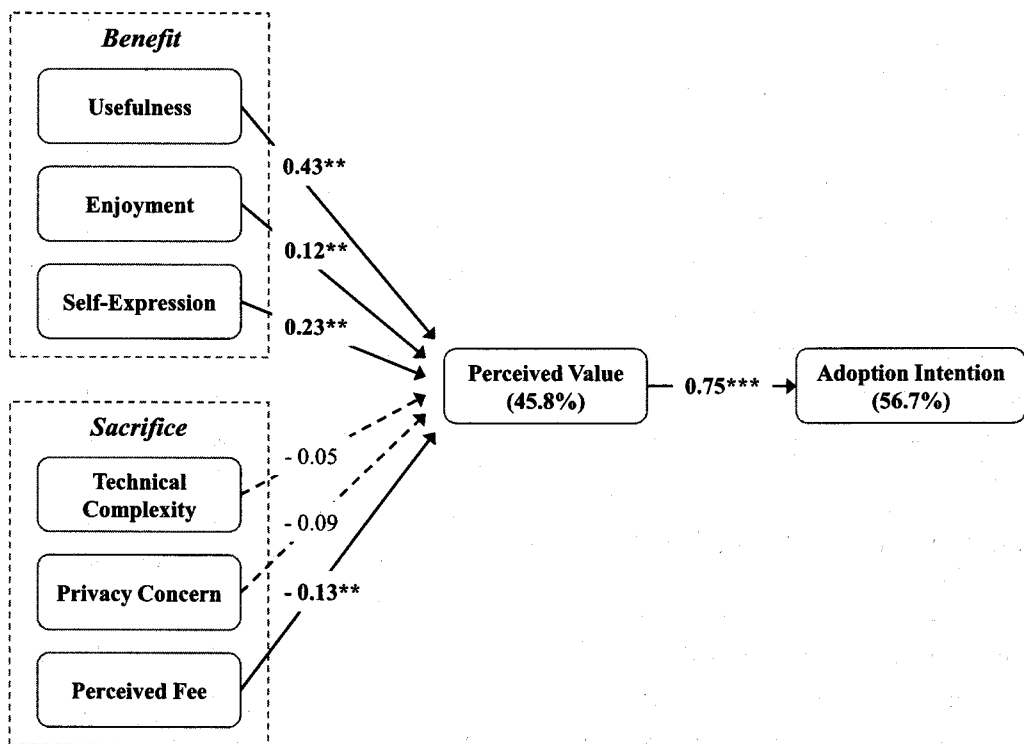 Benefit
Usefulness
0.43**
Enjoyment
0.12**
Self-Expression
0.23**
Perceived Value
(45.8%)
0.75***
Adoption Intention
(56.7%)
Sacrifice
Technical
Complexity
- 0.05
- 0.09
Privacy Concern
- 0.13**
Perceived Fee